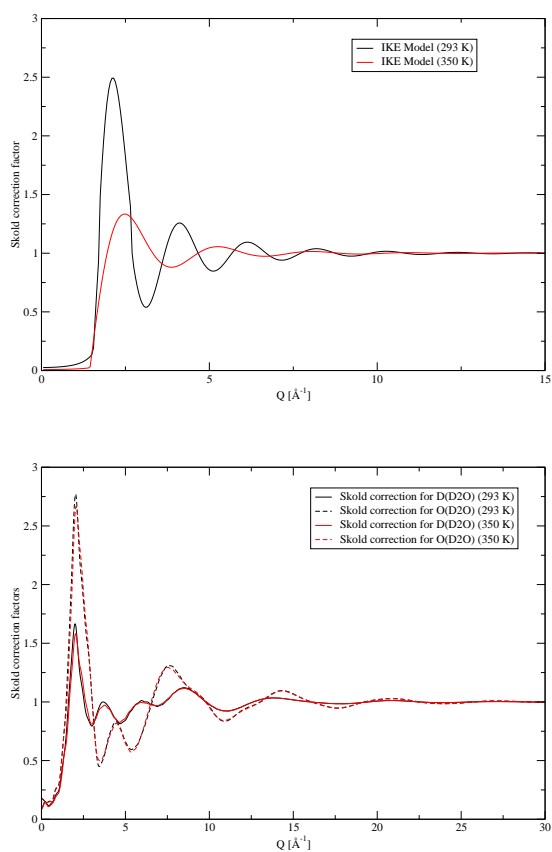 3
2.5
2
1.5
1
0.5
0
Skold correction factor
IKE Model (293 K)
IKE Model (350 K)
0 5 10 15
Q [Å⁻¹]
3
2.5
2
1.5
1
0.5
0
Skold correction factors
Skold correction for D(D2O) (293 K)
Skold correction for O(D2O) (293 K)
Skold correction for D(D2O) (350 K)
Skold correction for O(D2O) (350 K)
0 5 10 15 20 25 30
Q [Å⁻¹]